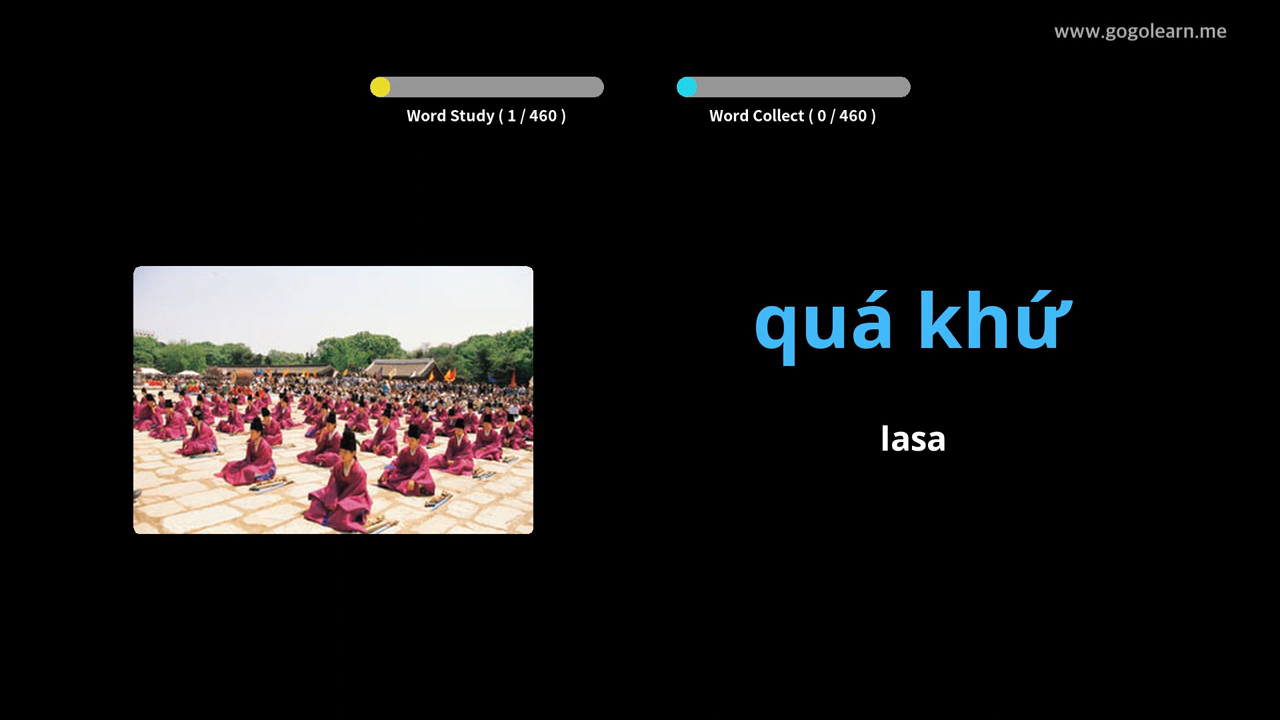 www.gogolearn.me
Word Study ( 1 / 460 )
Word Collect ( 0 / 460 )
quá khứ
lasa